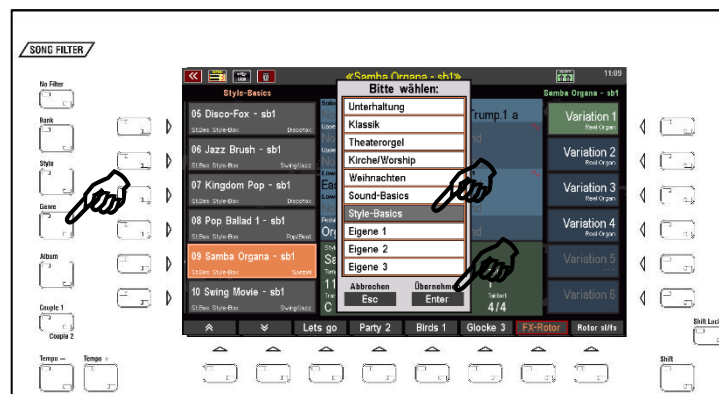 SONG FILTER
No Filter
Bank
Style
Genre
Album
Couple 1
Couple 2
Tempo –
Tempo +
«Samba Organa - sb1»
11:09
Style-Basics
05 Disco-Fox - sb1
StBas Style-Box
Discofox
06 Jazz Brush - sb1
StBas Style-Box
Swing/Jazz
07 Kingdom Pop - sb1
StBas Style-Box
Discofox
08 Pop Ballad 1 - sb1
StBas Style-Box
Pop/Beat
09 Samba Organa - sb1
StBas Style-Box
Spezial
10 Swing Movie - sb1
StBas Style-Box
Swing/Jazz
Bitte wählen:
Unterhaltung
Klassik
Theaterorgel
Kirche/Worship
Weihnachten
Sound-Basics
Style-Basics
Eigene 1
Eigene 2
Eigene 3
Abbrechen
Esc
Enter
Trump.1 a
Taktart
4/4
Samba Organa - sb1
Variation 1
Real Organ
Variation 2
Real Organ
Variation 3
Real Organ
Variation 4
Real Organ
Variation 5
Variation 6
Lets go
Party 2
Birds 1
Glocke 3
FX-Rotor
Rotor sl/fs
Shift